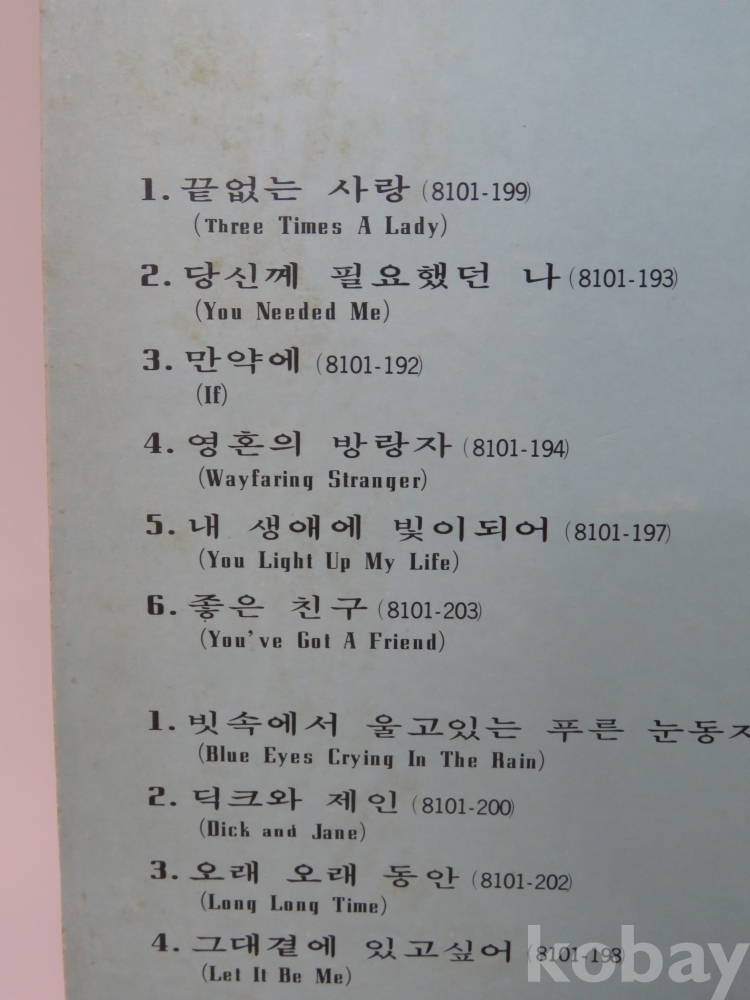 1. 끝없는 사랑 (8101-199)
(Three Times A Lady)
2. 당신께 필요했던 나 (8101-193)
(You Needed Me)
3. 만약에 (8101-192)
(If)
4. 영혼의 방랑자 (8101-194)
(Wayfaring Stranger)
5. 내 생애에 빛이되어 (8101-197)
(You Light Up My Life)
6. 좋은 친구 (8101-203)
(You've Got A Friend)
1. 빗속에서 울고있는 푸른 눈동자
(Blue Eyes Crying In The Rain)
2. 딕크와 제인 (8101-200)
(Dick and Jane)
3. 오래 오래 동안 (8101-202)
(Long Long Time)
4. 그대곁에 있고싶어 (8101-198)
(Let It Be Me)
kobay